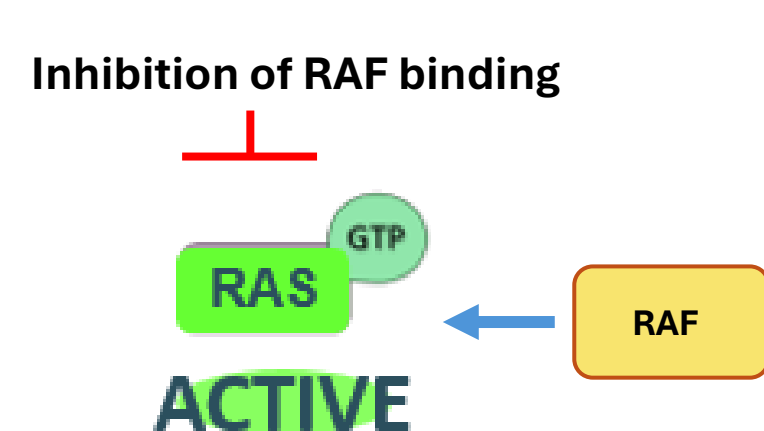 Inhibition of RAF binding
GTP
RAS
RAF
ACTIVE